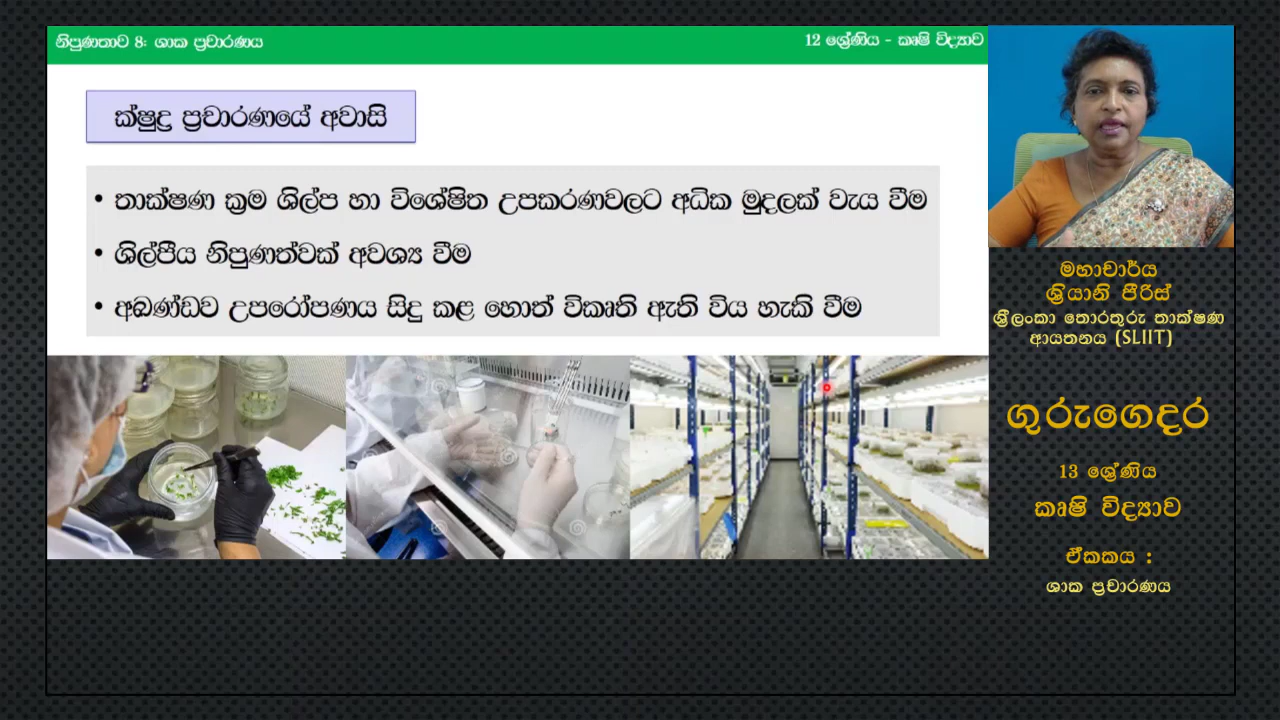 නිපුණතාව 8: ශාක ප්‍රචාරණය
12 ශ්‍රේණිය - කෘෂි විද්‍යාව
ක්ෂුද්‍ර ප්‍රචාරණයේ අවාසි
• තාක්ෂණ ක්‍රම ශිල්ප හා විශේෂිත උපකරණවලට අධික මුදලක් වැය වීම
• ශිල්පීය නිපුණත්වක් අවශ්‍ය වීම
• අඛණ්ඩව උපරෝපණය සිදු කළ හොත් විකෘති ඇති විය හැකි වීම
මහාචාර්ය
ශ්‍රියානි පීරිස්
ශ්‍රී ලංකා තොරතුරු තාක්ෂණ
ආයතනය (SLIIT)
ගුරුගෙදර
13 ශ්‍රේණිය
කෘෂි විද්‍යාව
ඒකකය :
ශාක ප්‍රචාරණය